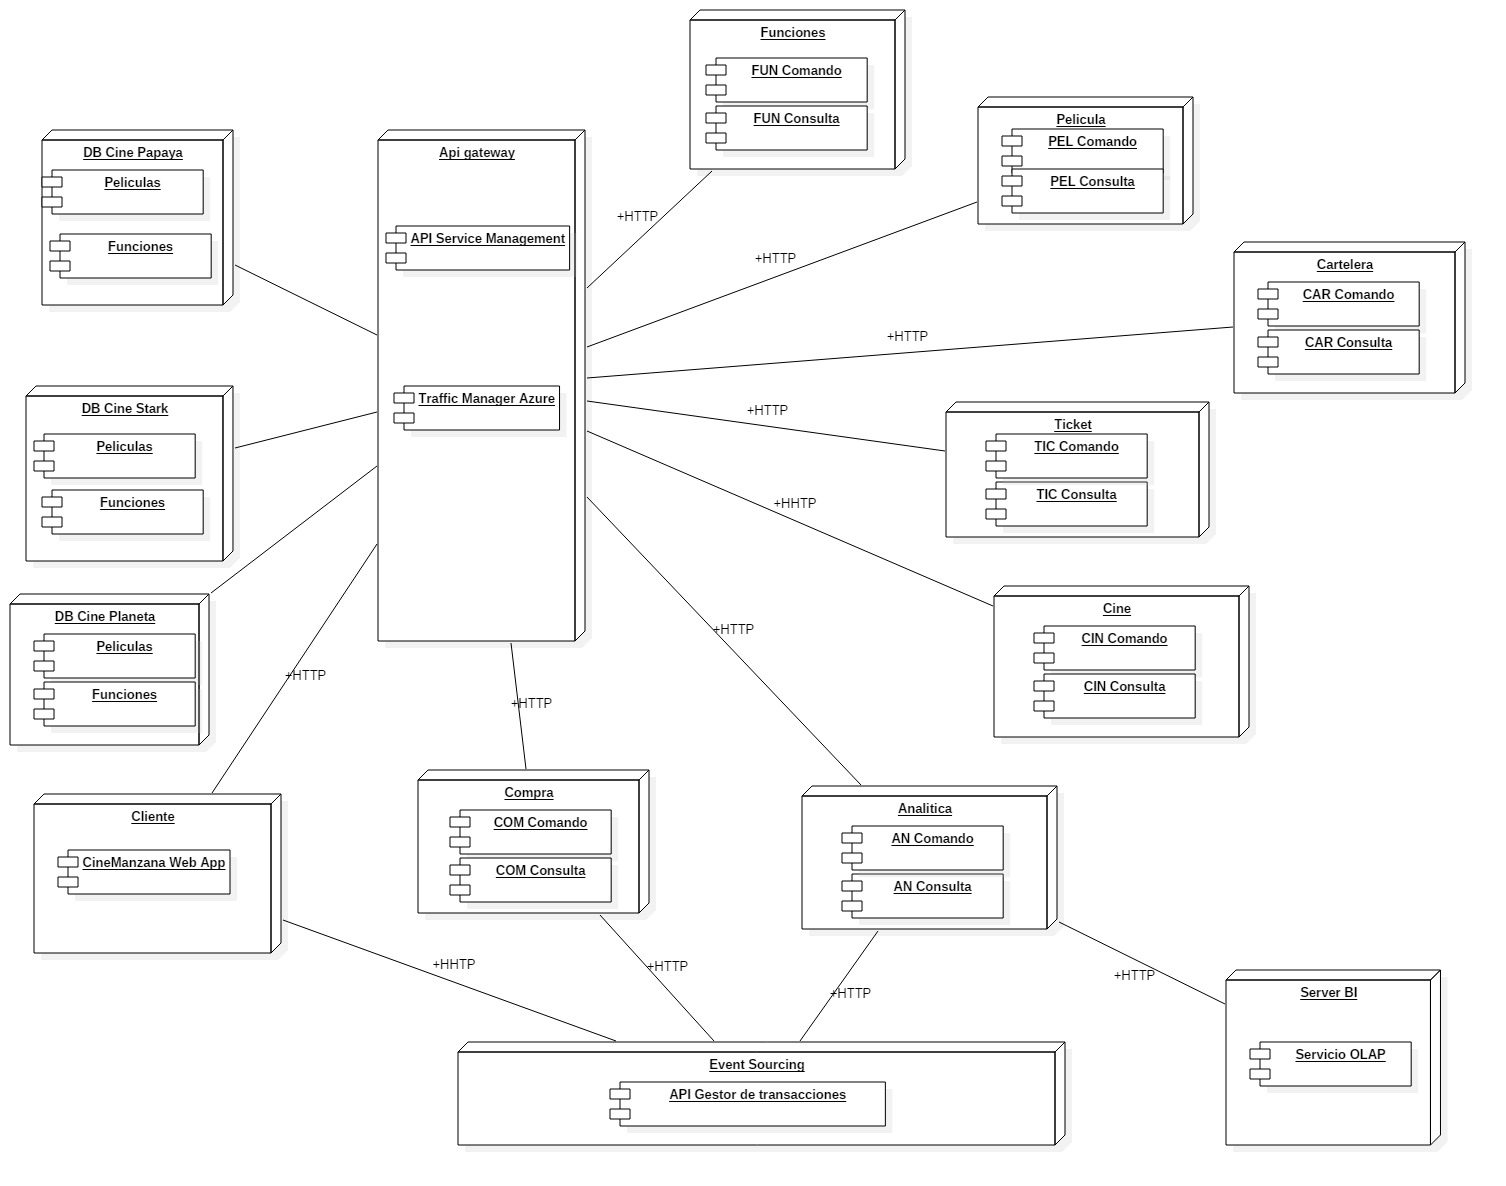 Funciones
FUN Comando
FUN Consulta
Pelicula
PEL Comando
PEL Consulta
DB Cine Papaya
Peliculas
Funciones
Api gateway
API Service Management
Traffic Manager Azure
+HTTP
+HTTP
Cartelera
CAR Comando
CAR Consulta
+HTTP
DB Cine Stark
Peliculas
Funciones
+HTTP
Ticket
TIC Comando
TIC Consulta
+HHTP
DB Cine Planeta
Peliculas
Funciones
Cine
CIN Comando
CIN Consulta
+HTTP
+HTTP
+HTTP
Cliente
CineManzana Web App
Compra
COM Comando
COM Consulta
Analitica
AN Comando
AN Consulta
+HHTP
+HTTP
+HTTP
+HTTP
Server BI
Servicio OLAP
Event Sourcing
API Gestor de transacciones